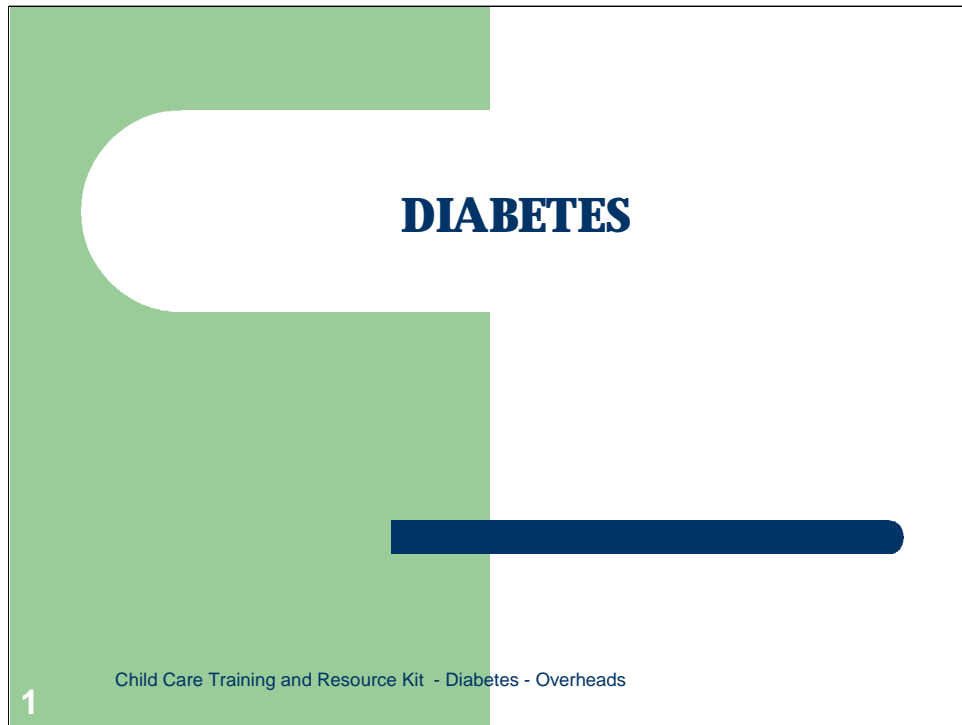 DIABETES
Child Care Training and Resource Kit - Diabetes - Overheads
1